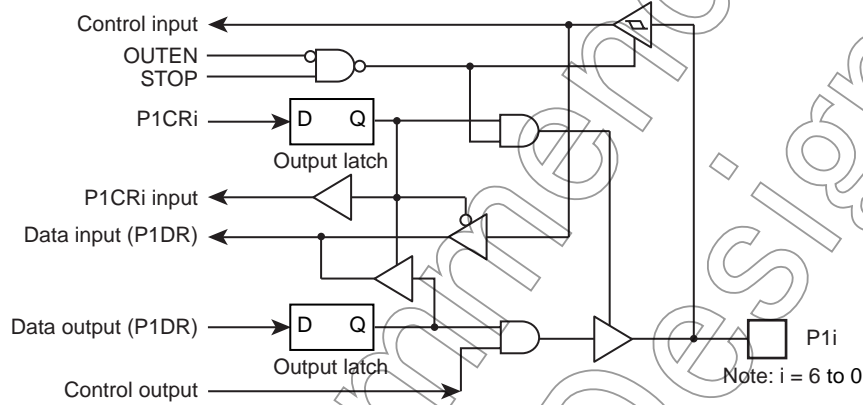 Control input
OUTEN
STOP
P1CRi
D Q
Output latch
P1CRi input
Data input (P1DR)
Data output (P1DR)
D Q
Output latch
P1i
Control output
Note: i = 6 to 0